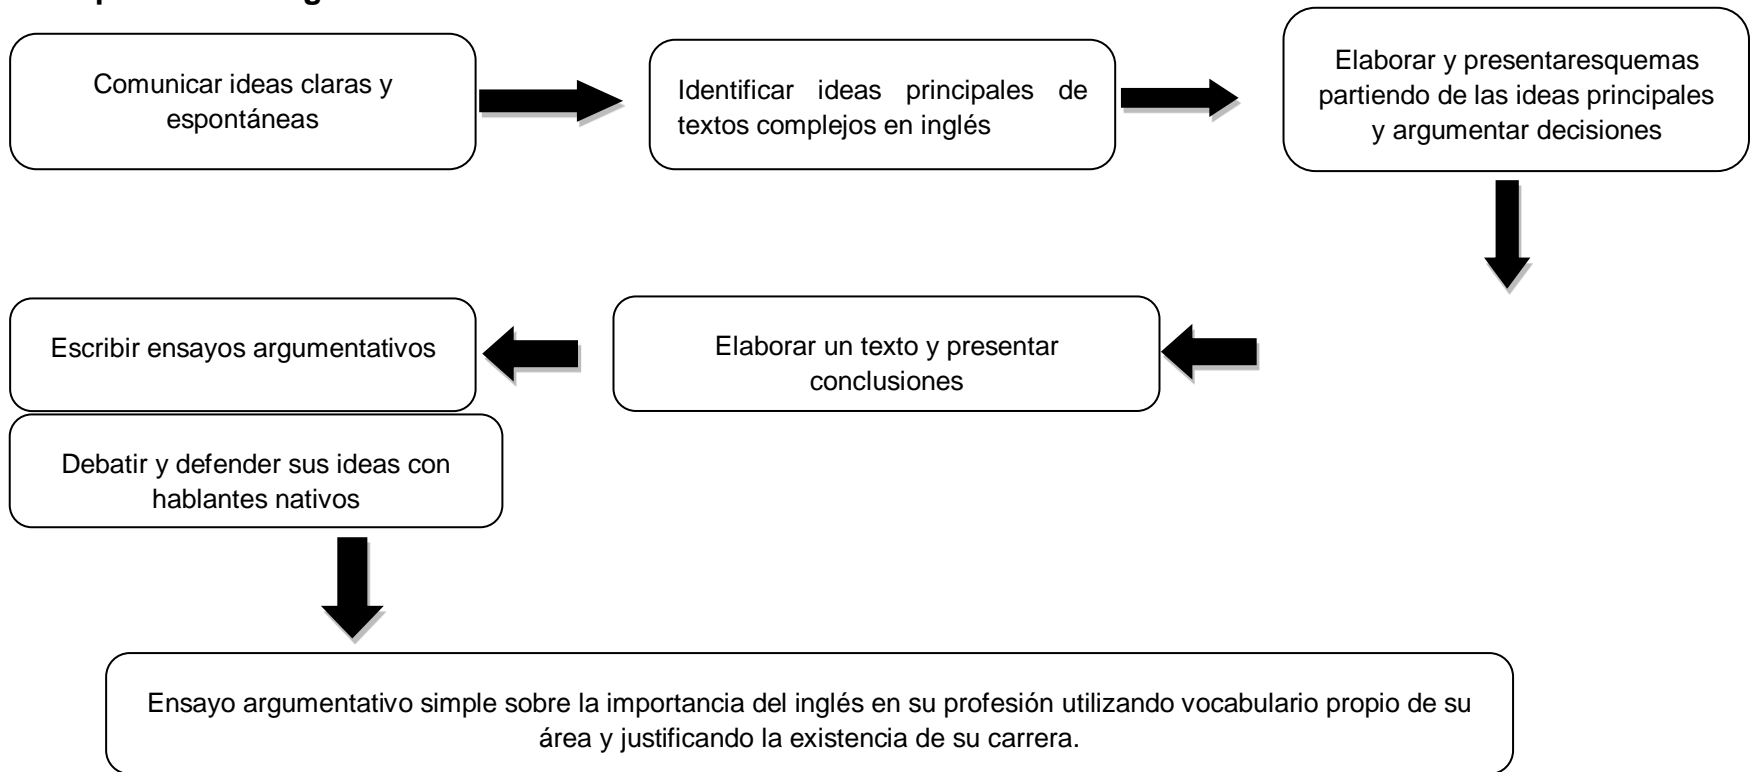 Comunicar ideas claras y
espontáneas
Identificar ideas principales de
textos complejos en inglés
Elaborar y presentaresquemas
partiendo de las ideas principales
y argumentar decisiones
Elaborar un texto y presentar
conclusiones
Escribir ensayos argumentativos
Debatir y defender sus ideas con
hablantes nativos
Ensayo argumentativo simple sobre la importancia del inglés en su profesión utilizando vocabulario propio de su
área y justificando la existencia de su carrera.